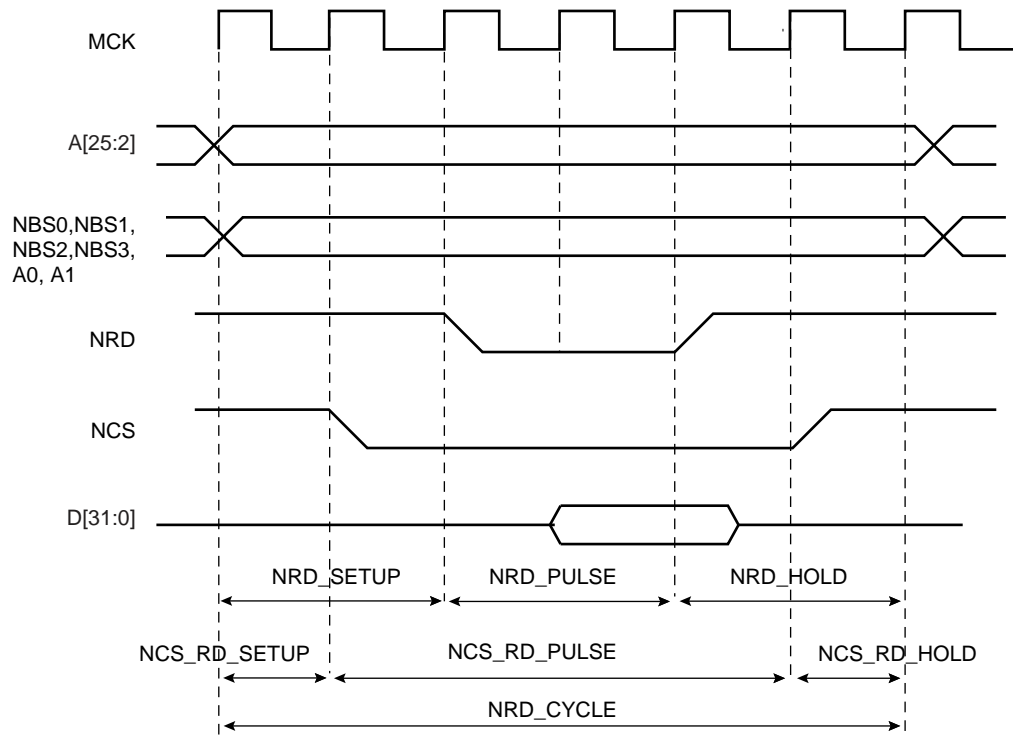 MCK
A[25:2]
NBS0,NBS1,
NBS2,NBS3,
A0, A1
NRD
NCS
D[31:0]
NRD_SETUP NRD_PULSE NRD_HOLD
NCS_RD_SETUP NCS_RD_PULSE NCS_RD_HOLD
NRD_CYCLE